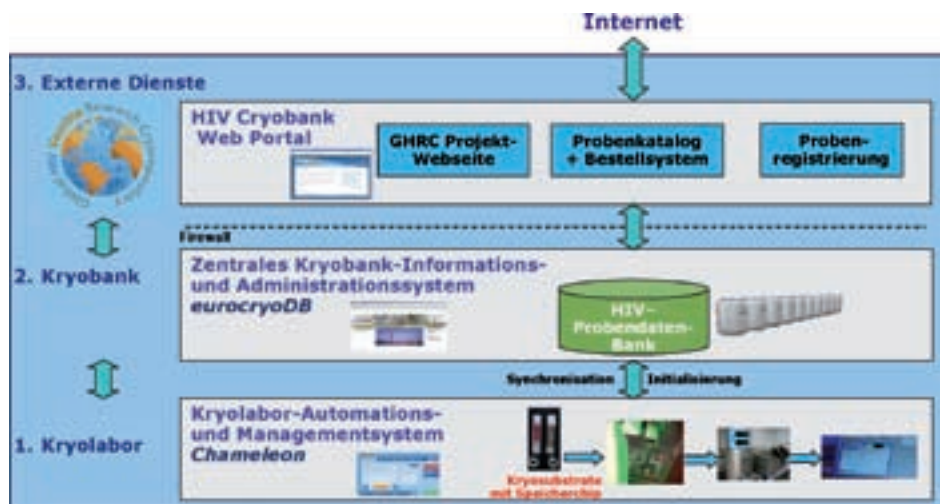 Internet
3. Externe Dienste
HIV Cryobank
Web Portal
GHRC Projekt-
Webseite
Probenkatalog
+ Bestellsystem
Proben-
registrierung
Firewall
2. Kryobank
Zentrales Kryobank-Informations-
und Administrationssystem
eurocryoDB
HIV-
Probendaten-
Bank
Synchronisation
Initialisierung
1. Kryolabor
Kryolabor-Automations-
und Managementsystem
Chameleon
Kryosubstrate
mit Speicherchip